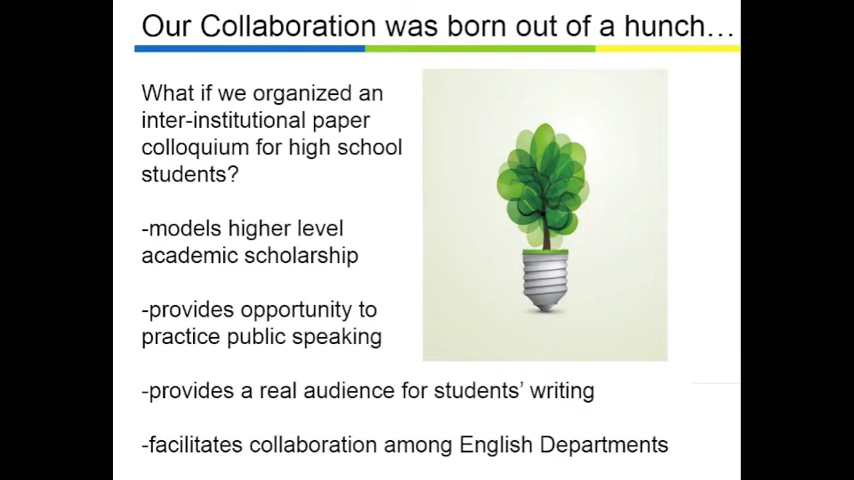 Our Collaboration was born out of a hunch…
What if we organized an
inter-institutional paper
colloquium for high school
students?
-models higher level
academic scholarship
-provides opportunity to
practice public speaking
-provides a real audience for students’ writing
-facilitates collaboration among English Departments